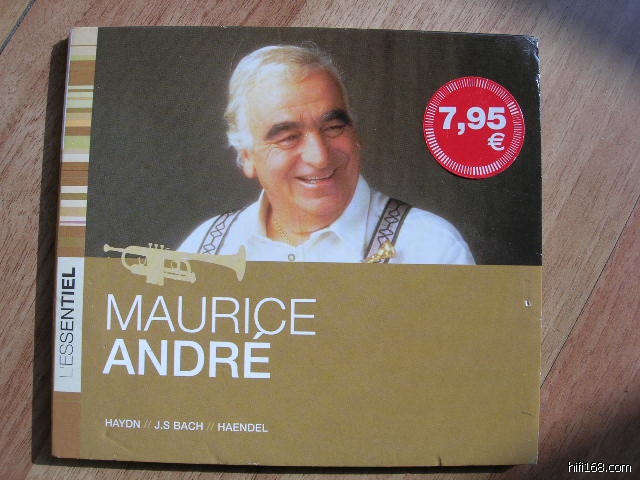 7,95
€
L'ESSENTIEL
MAURICE
ANDRÉ
HAYDN // J.S BACH // HAENDEL
hifi168.com